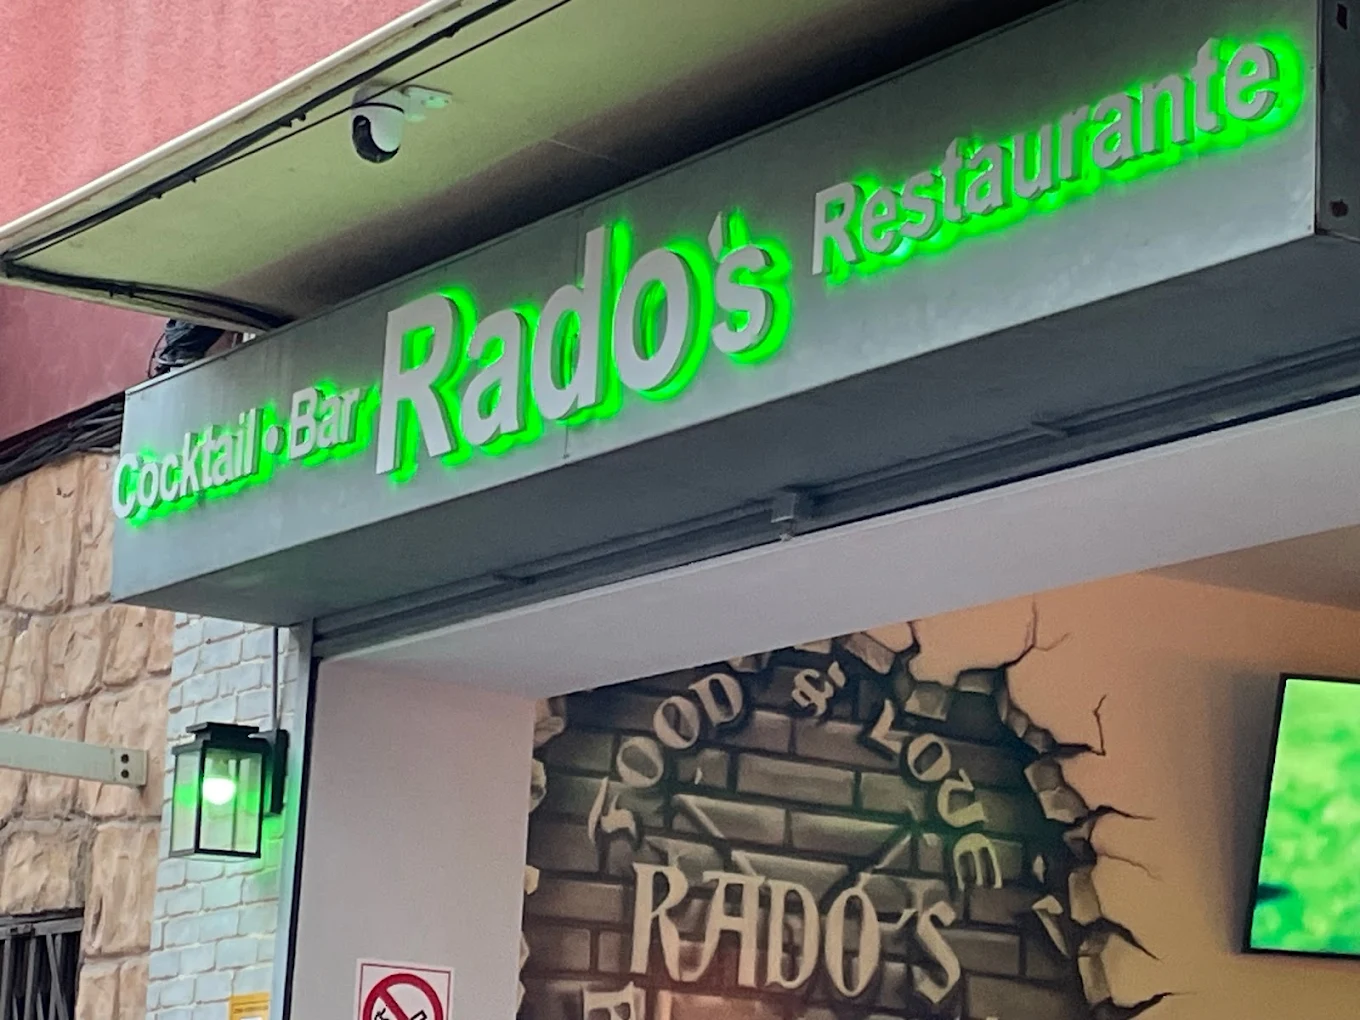 Cocktail • Bar Rado's Restaurante
FOOD & LOVE
RADO'S